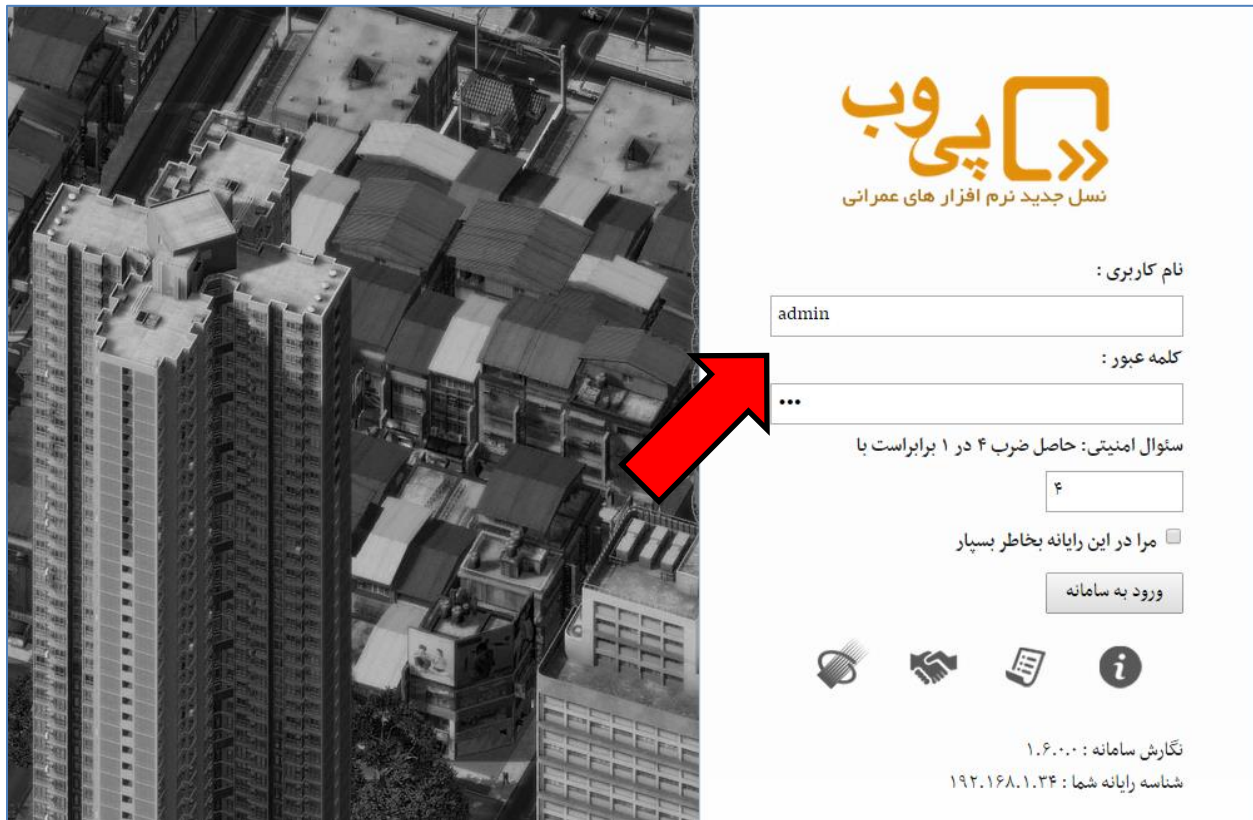 پی وب
نسل جدید نرم افزار های عمرانی
نام کاربری :
admin
کلمه عبور :
•••
سئوال امنیتی: حاصل ضرب ۴ در ۱ برابراست با
۴
مرا در این رایانه بخاطر بسپار
ورود به سامانه
نگارش سامانه : ۱.۶.۰.۰
شناسه رایانه شما : ۱۹۲.۱۶۸.۱.۳۴